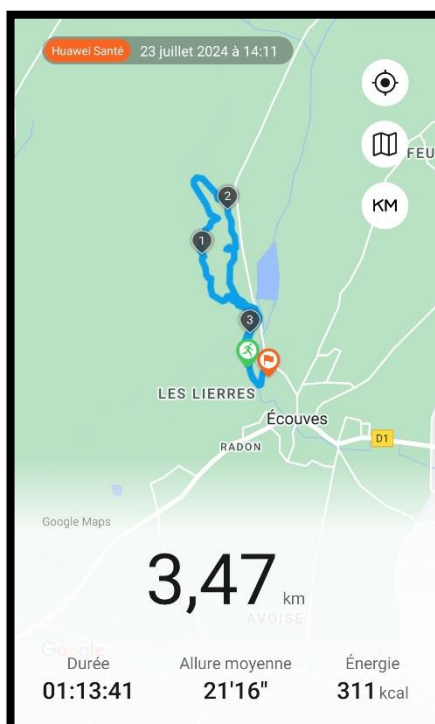 Huawei Santé 23 juillet 2024 à 14:11
FEU
KM
2
1
3
LES LIERRES
Écouves
RADON
D1
Google Maps
3,47 km
AVOISE
Google
Durée Allure moyenne Énergie
01:13:41 21'16" 311 kcal